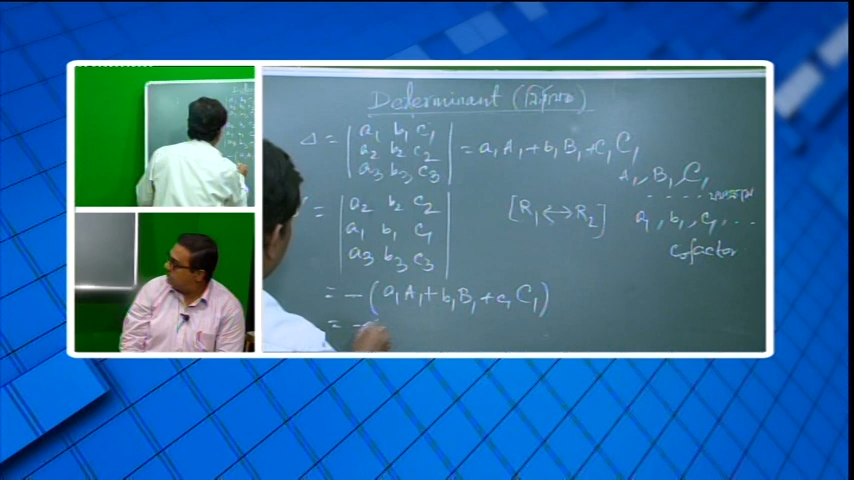 Determinant (निर्णायक)
Δ = | a₁ b₁ c₁ | = a₁A₁ + b₁B₁ + c₁C₁
| a₂ b₂ c₂ |
| a₃ b₃ c₃ |
A₁, B₁, C₁
' = | a₂ b₂ c₂ | [R₁ ↔ R₂]
a₁, b₁, c₁, ...
| a₁ b₁ c₁ |
cofactor
| a₃ b₃ c₃ |
= -(a₁A₁ + b₁B₁ + c₁C₁)
= -